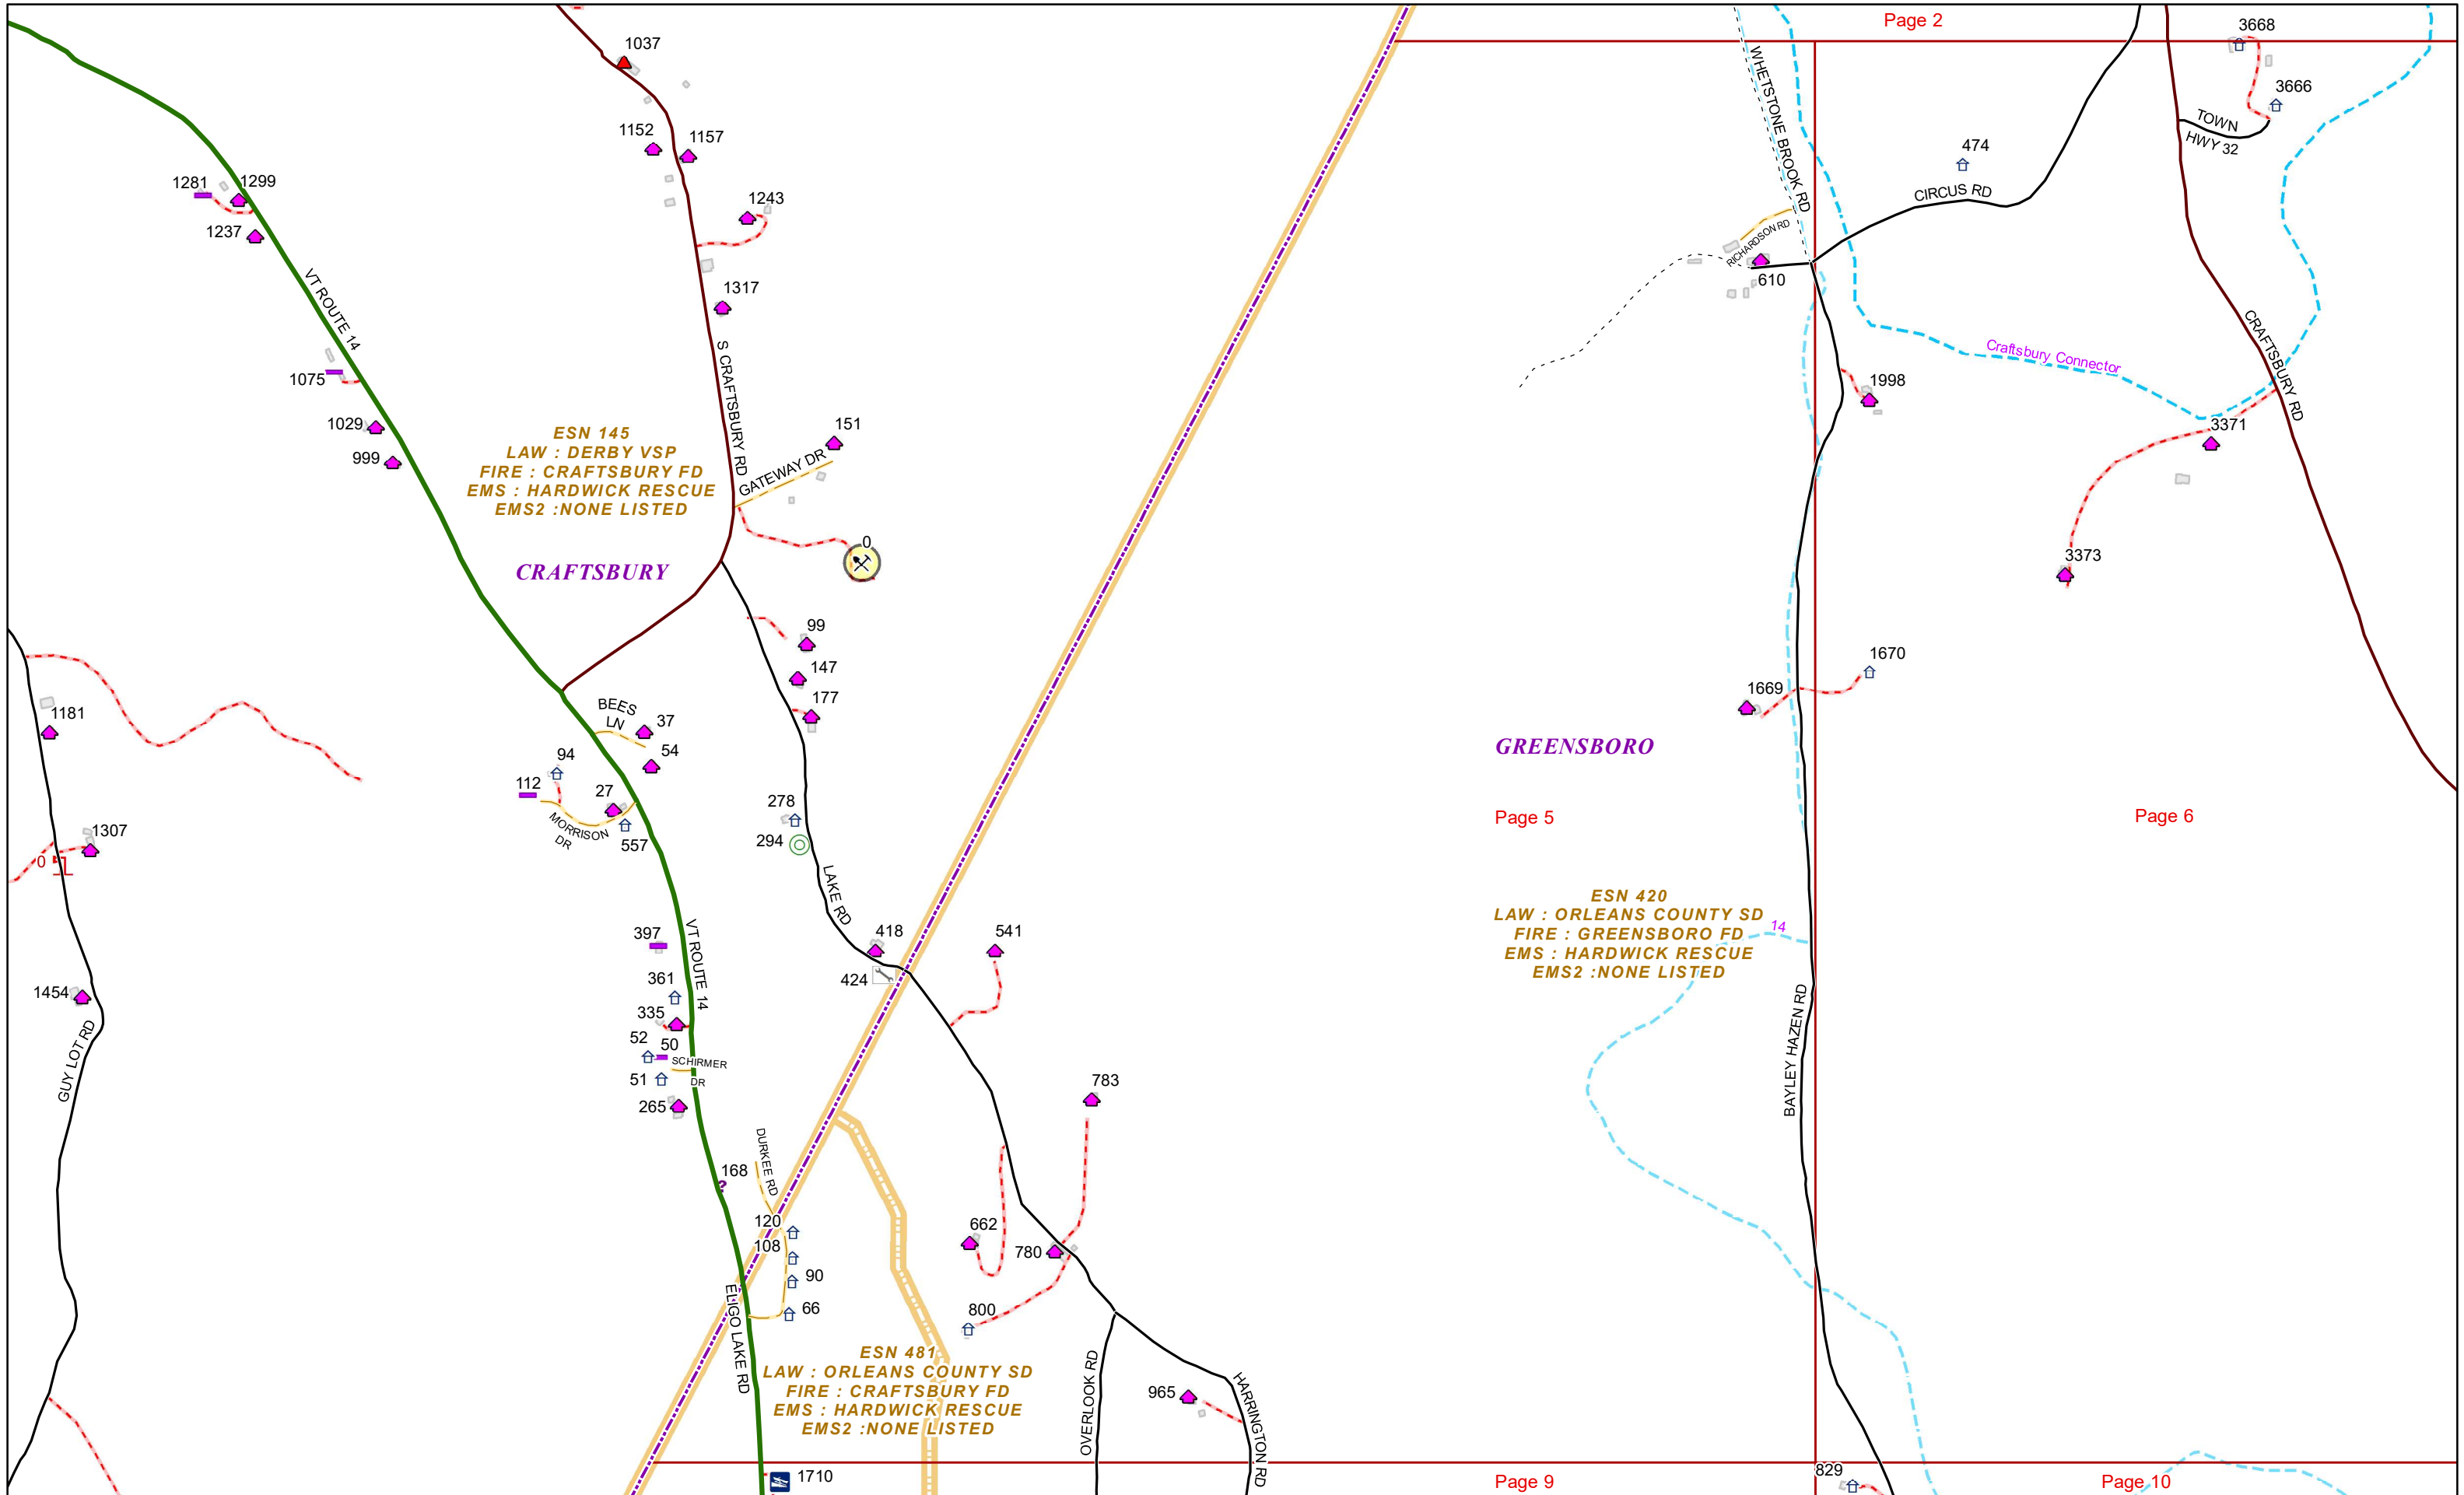 Page 2
3668
1037
3666
TOWN
HWY 32
WHETSTONE BROOK RD
1152
1157
474
1281
1299
1243
CIRCUS RD
1237
RICHARDSON RD
610
VT ROUTE 14
1317
CRAFTSBURY RD
Craftsbury Connector
S CRAFTSBURY RD
1075
1998
1029
151
3371
999
GATEWAY DR
ESN 145
LAW : DERBY VSP
FIRE : CRAFTSBURY FD
EMS : HARDWICK RESCUE
EMS2 :NONE LISTED
0
3373
CRAFTSBURY
99
147
1670
177
1669
1181
BEES
LN
37
54
GREENSBORO
94
112
27
278
Page 5
Page 6
MORRISON
DR
557
294
1307
0
LAKE RD
ESN 420
LAW : ORLEANS COUNTY SD
FIRE : GREENSBORO FD
EMS : HARDWICK RESCUE
EMS2 :NONE LISTED
14
397
VT ROUTE 14
418
541
424
361
1454
335
GUY LOT RD
BAYLEY HAZEN RD
52
50
SCHIRMER
DR
51
265
783
DURKEE RD
168
120
108
662
780
90
66
ELIGO LAKE RD
800
ESN 481
LAW : ORLEANS COUNTY SD
FIRE : CRAFTSBURY FD
EMS : HARDWICK RESCUE
EMS2 :NONE LISTED
OVERLOOK RD
965
HARRINGTON RD
1710
829
Page 9
Page 10